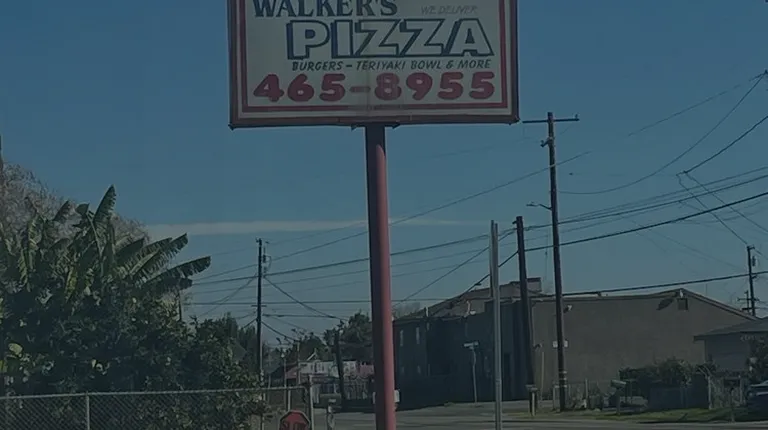 WALKER'S
WE DELIVER
PIZZA
BURGERS – TERIYAKI BOWL & MORE
465-8955